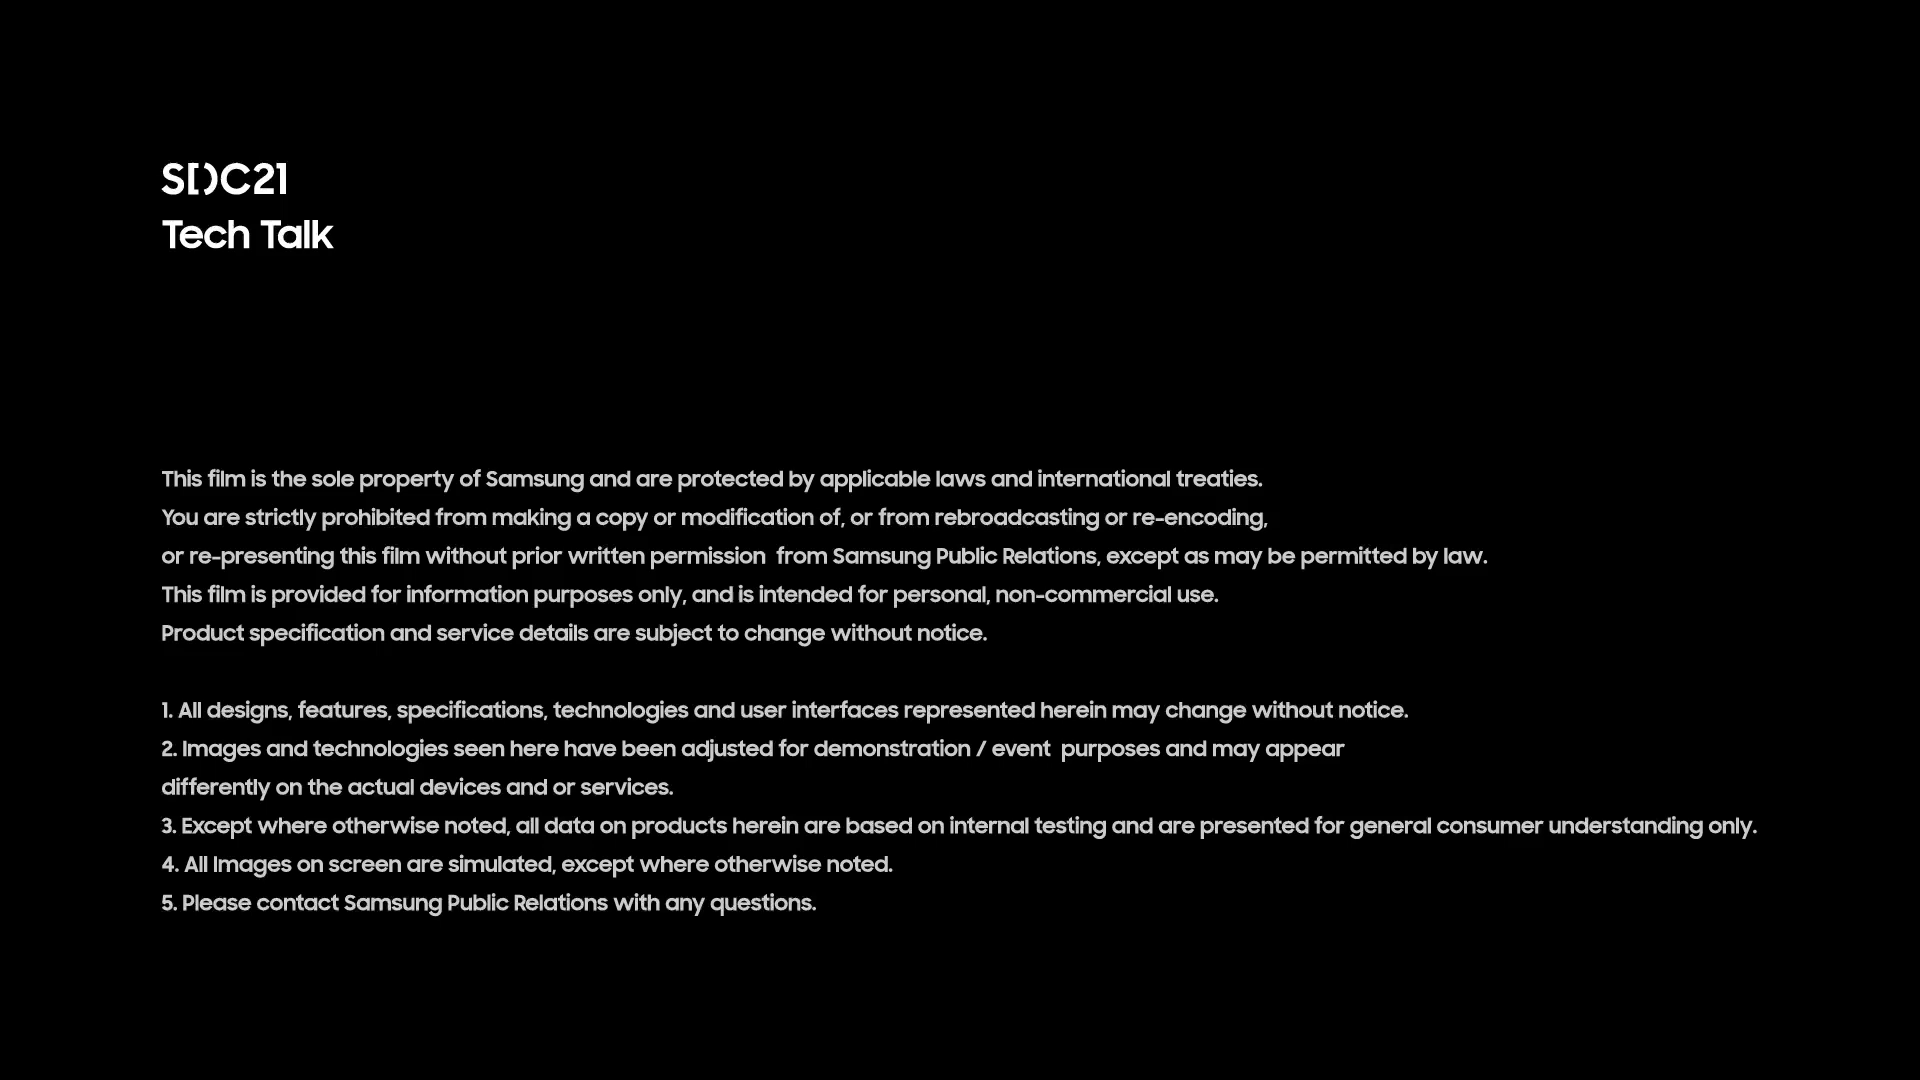 SDC21
Tech Talk
This film is the sole property of Samsung and are protected by applicable laws and international treaties.
You are strictly prohibited from making a copy or modification of, or from rebroadcasting or re-encoding,
or re-presenting this film without prior written permission  from Samsung Public Relations, except as may be permitted by law.
This film is provided for information purposes only, and is intended for personal, non-commercial use.
Product specification and service details are subject to change without notice.
1. All designs, features, specifications, technologies and user interfaces represented herein may change without notice.
2. Images and technologies seen here have been adjusted for demonstration / event  purposes and may appear
differently on the actual devices and or services.
3. Except where otherwise noted, all data on products herein are based on internal testing and are presented for general consumer understanding only.
4. All Images on screen are simulated, except where otherwise noted.
5. Please contact Samsung Public Relations with any questions.